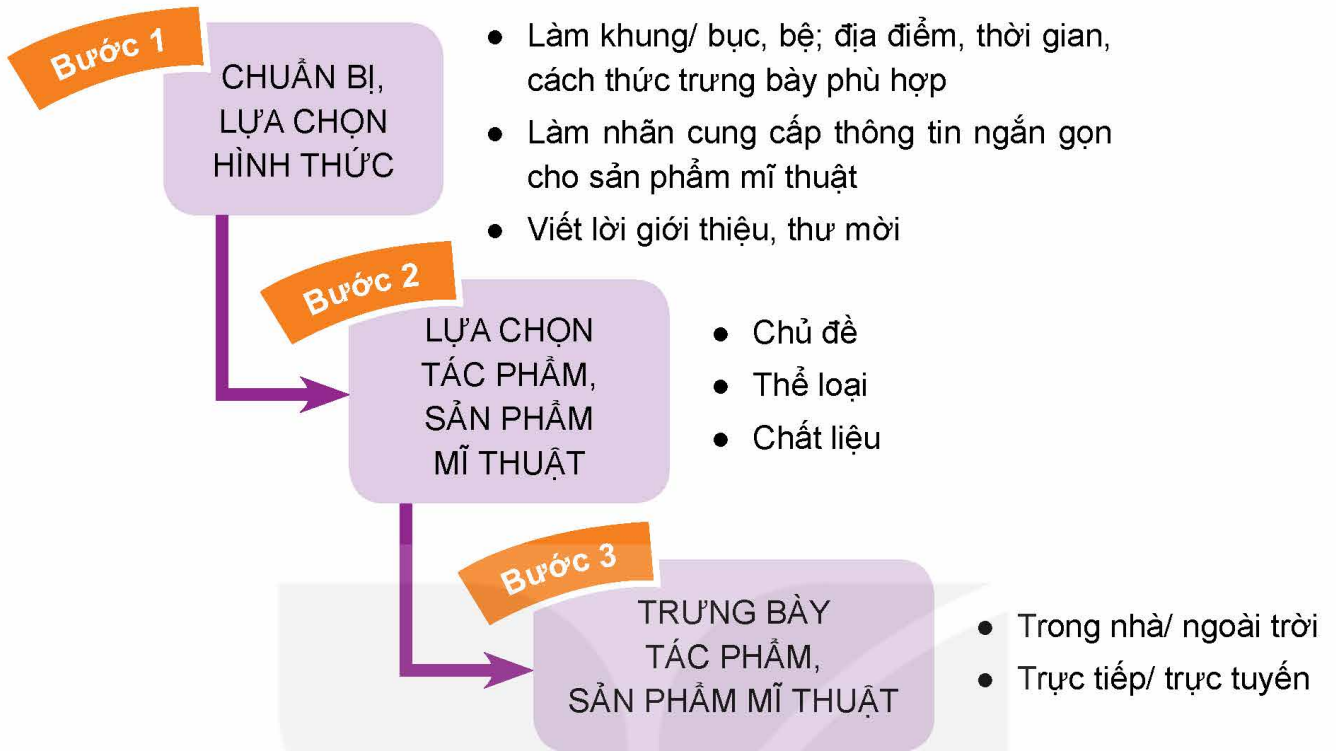 Bước 1
CHUẨN BỊ,
LỰA CHỌN
HÌNH THỨC
● Làm khung/ bục, bệ; địa điểm, thời gian,
cách thức trưng bày phù hợp
● Làm nhãn cung cấp thông tin ngắn gọn
cho sản phẩm mĩ thuật
● Viết lời giới thiệu, thư mời
Bước 2
LỰA CHỌN
TÁC PHẨM,
SẢN PHẨM
MĨ THUẬT
● Chủ đề
● Thể loại
● Chất liệu
Bước 3
TRƯNG BÀY
TÁC PHẨM,
SẢN PHẨM MĨ THUẬT
● Trong nhà/ ngoài trời
● Trực tiếp/ trực tuyến